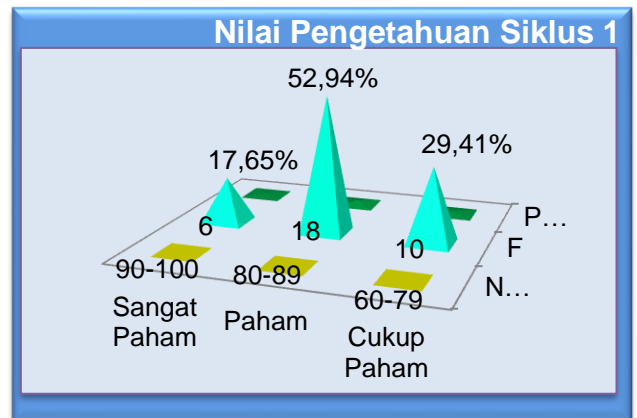 Nilai Pengetahuan Siklus 1
52,94%
17,65%
29,41%
6
18
10
P...
F
N...
90-100
80-89
60-79
Sangat
Paham
Paham
Cukup
Paham